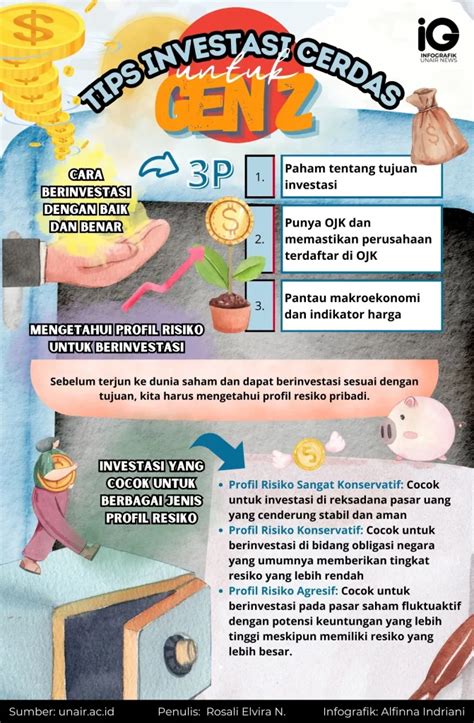 iG
INFOGRAFIK
UNAIR NEWS
TIPS INVESTASI CERDAS
untuk
GEN Z
CARA
BERINVESTASI
DENGAN BAIK
DAN BENAR
3P
1.
Paham tentang tujuan
investasi
2.
Punya OJK dan
memastikan perusahaan
terdaftar di OJK
3.
Pantau makroekonomi
dan indikator harga
MENGETAHUI PROFIL RISIKO
UNTUK BERINVESTASI
Sebelum terjun ke dunia saham dan dapat berinvestasi sesuai dengan
tujuan, kita harus mengetahui profil resiko pribadi.
INVESTASI YANG
COCOK UNTUK
BERBAGAI JENIS
PROFIL RESIKO
• Profil Risiko Sangat Konservatif: Cocok
untuk investasi di reksadana pasar uang
yang cenderung stabil dan aman
• Profil Risiko Konservatif: Cocok untuk
berinvestasi di bidang obligasi negara
yang umumnya memberikan tingkat
resiko yang lebih rendah
• Profil Risiko Agresif: Cocok untuk
berinvestasi pada pasar saham fluktuaktif
dengan potensi keuntungan yang lebih
tinggi meskipun memiliki resiko yang
lebih besar.
Sumber: unair.ac.id
Penulis: Rosali Elvira N.
Infografik: Alfinna Indriani